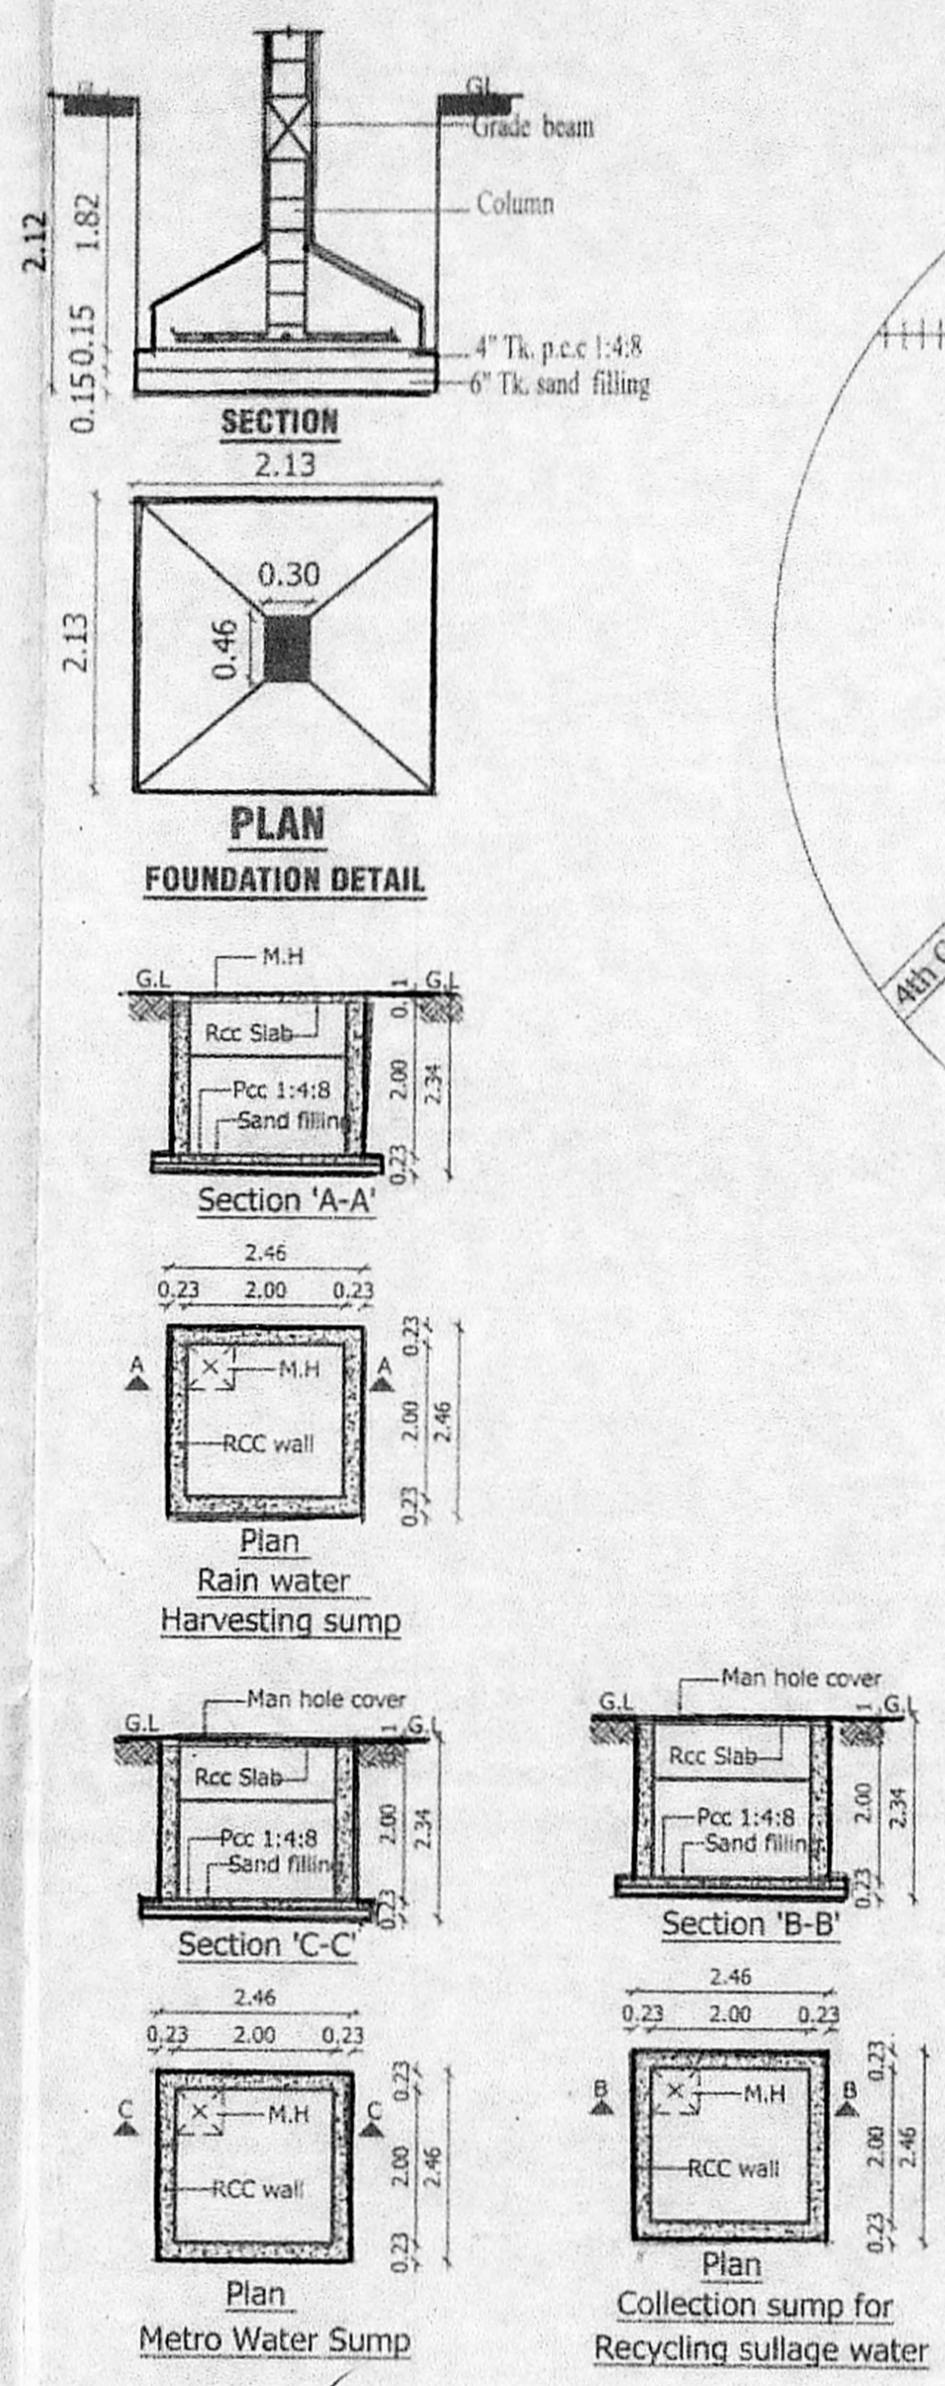 GL
GL
Grade beam
Column
2.12
1.82
0.15
0.15
4" Tk. p.c.c 1:4:8
6" Tk. sand filling
SECTION
2.13
2.13
0.30
0.46
PLAN
FOUNDATION DETAIL
M.H
G.L
G.L
0.1
Rcc Slab
Pcc 1:4:8
Sand filling
2.00
2.34
0.23
Section 'A-A'
4th
2.46
0.23 2.00 0.23
A
A
M.H
RCC wall
0.23
2.00
0.23
2.46
Plan
Rain water
Harvesting sump
Man hole cover
G.L
G.L
1
Rcc Slab
Pcc 1:4:8
Sand filling
2.00
2.34
0.23
Section 'C-C'
2.46
0.23 2.00 0.23
C
C
M.H
RCC wall
0.23
2.00
0.23
2.46
Plan
Metro Water Sump
Man hole cover
G.L
G.L
1
Rcc Slab
Pcc 1:4:8
Sand filling
2.00
2.34
0.23
Section 'B-B'
2.46
0.23 2.00 0.23
B
B
M.H
RCC wall
0.23
2.00
0.23
2.46
Plan
Collection sump for
Recycling sullage water